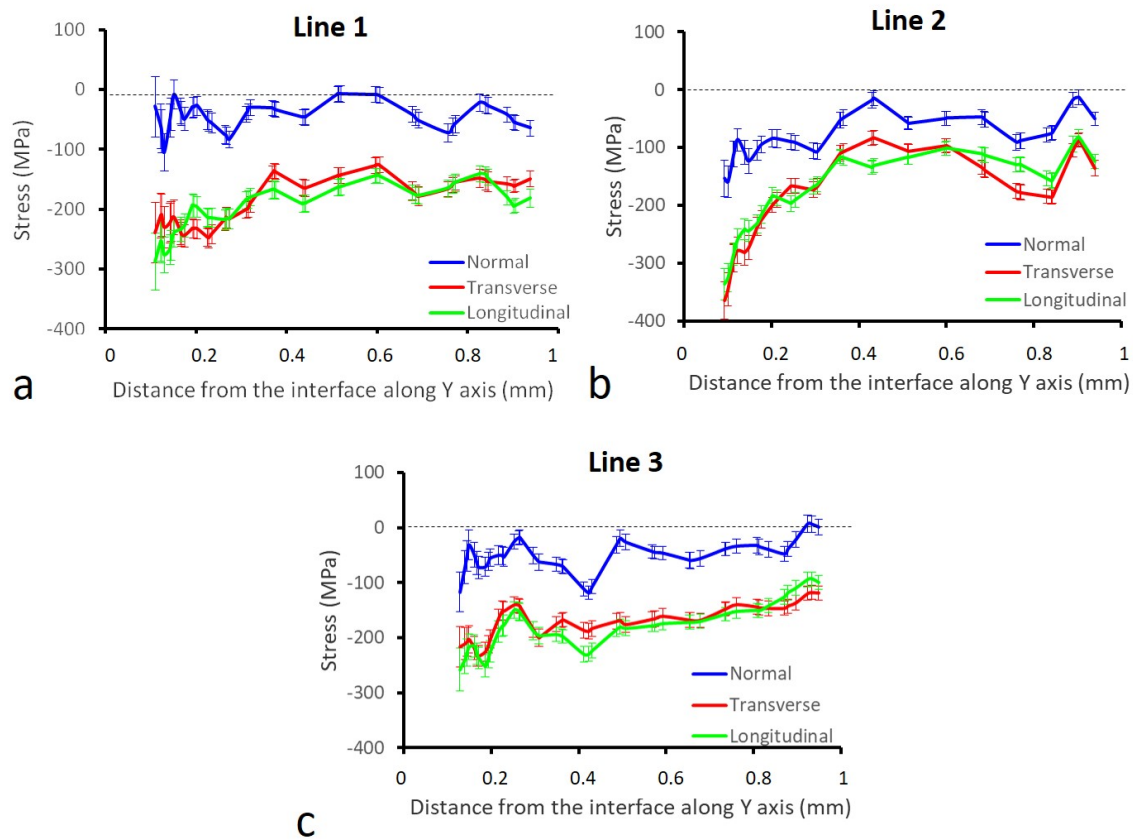 Line 1
100
0
-100
-200
-300
-400
Stress (MPa)
Normal
Transverse
Longitudinal
0 0.2 0.4 0.6 0.8 1
Distance from the interface along Y axis (mm)
a
Line 2
100
0
-100
-200
-300
-400
Stress (MPa)
Normal
Transverse
Longitudinal
0 0.2 0.4 0.6 0.8 1
Distance from the interface along Y axis (mm)
b
Line 3
100
0
-100
-200
-300
-400
Stress (MPa)
Normal
Transverse
Longitudinal
0 0.2 0.4 0.6 0.8 1
Distance from the interface along Y axis (mm)
c